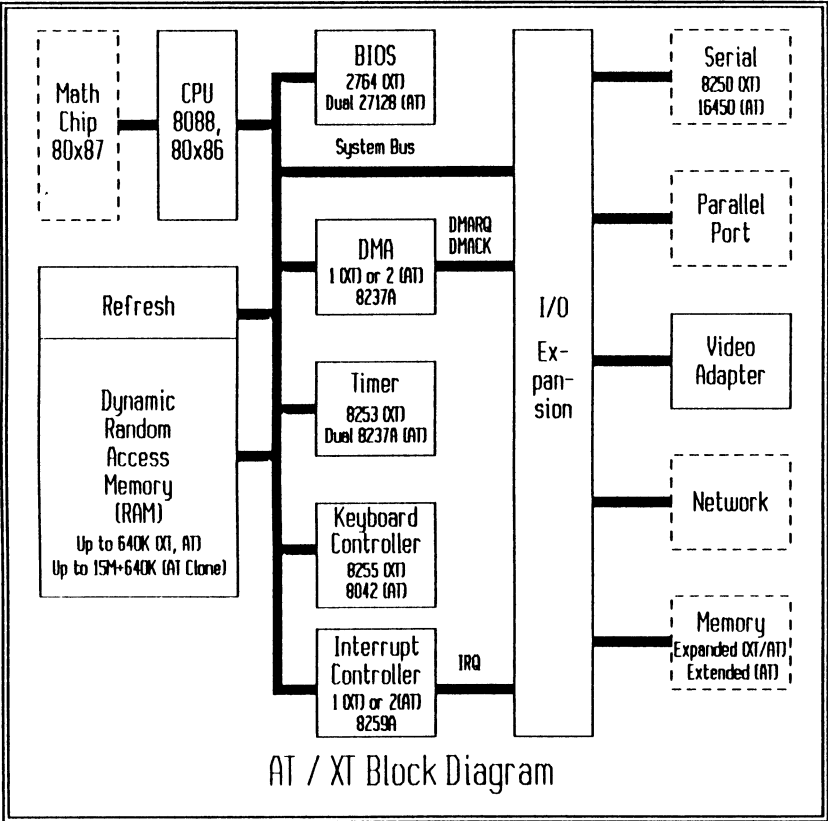 Math
Chip
80x87
CPU
8088,
80x86
BIOS
2764 (XT)
Dual 27128 (AT)
System Bus
DMA
1 (XT) or 2 (AT)
8237A
DMARQ
DMACK
Refresh
Dynamic
Random
Access
Memory
(RAM)
Up to 640K (XT, AT)
Up to 15M+640K (AT Clone)
Timer
8253 (XT)
Dual 8237A (AT)
Keyboard
Controller
8255 (XT)
8042 (AT)
Interrupt
Controller
1 (XT) or 2(AT)
8259A
IRQ
I/O
Ex-
pan-
sion
Serial
8250 (XT)
16450 (AT)
Parallel
Port
Video
Adapter
Network
Memory
Expanded (XT/AT)
Extended (AT)
AT / XT Block Diagram